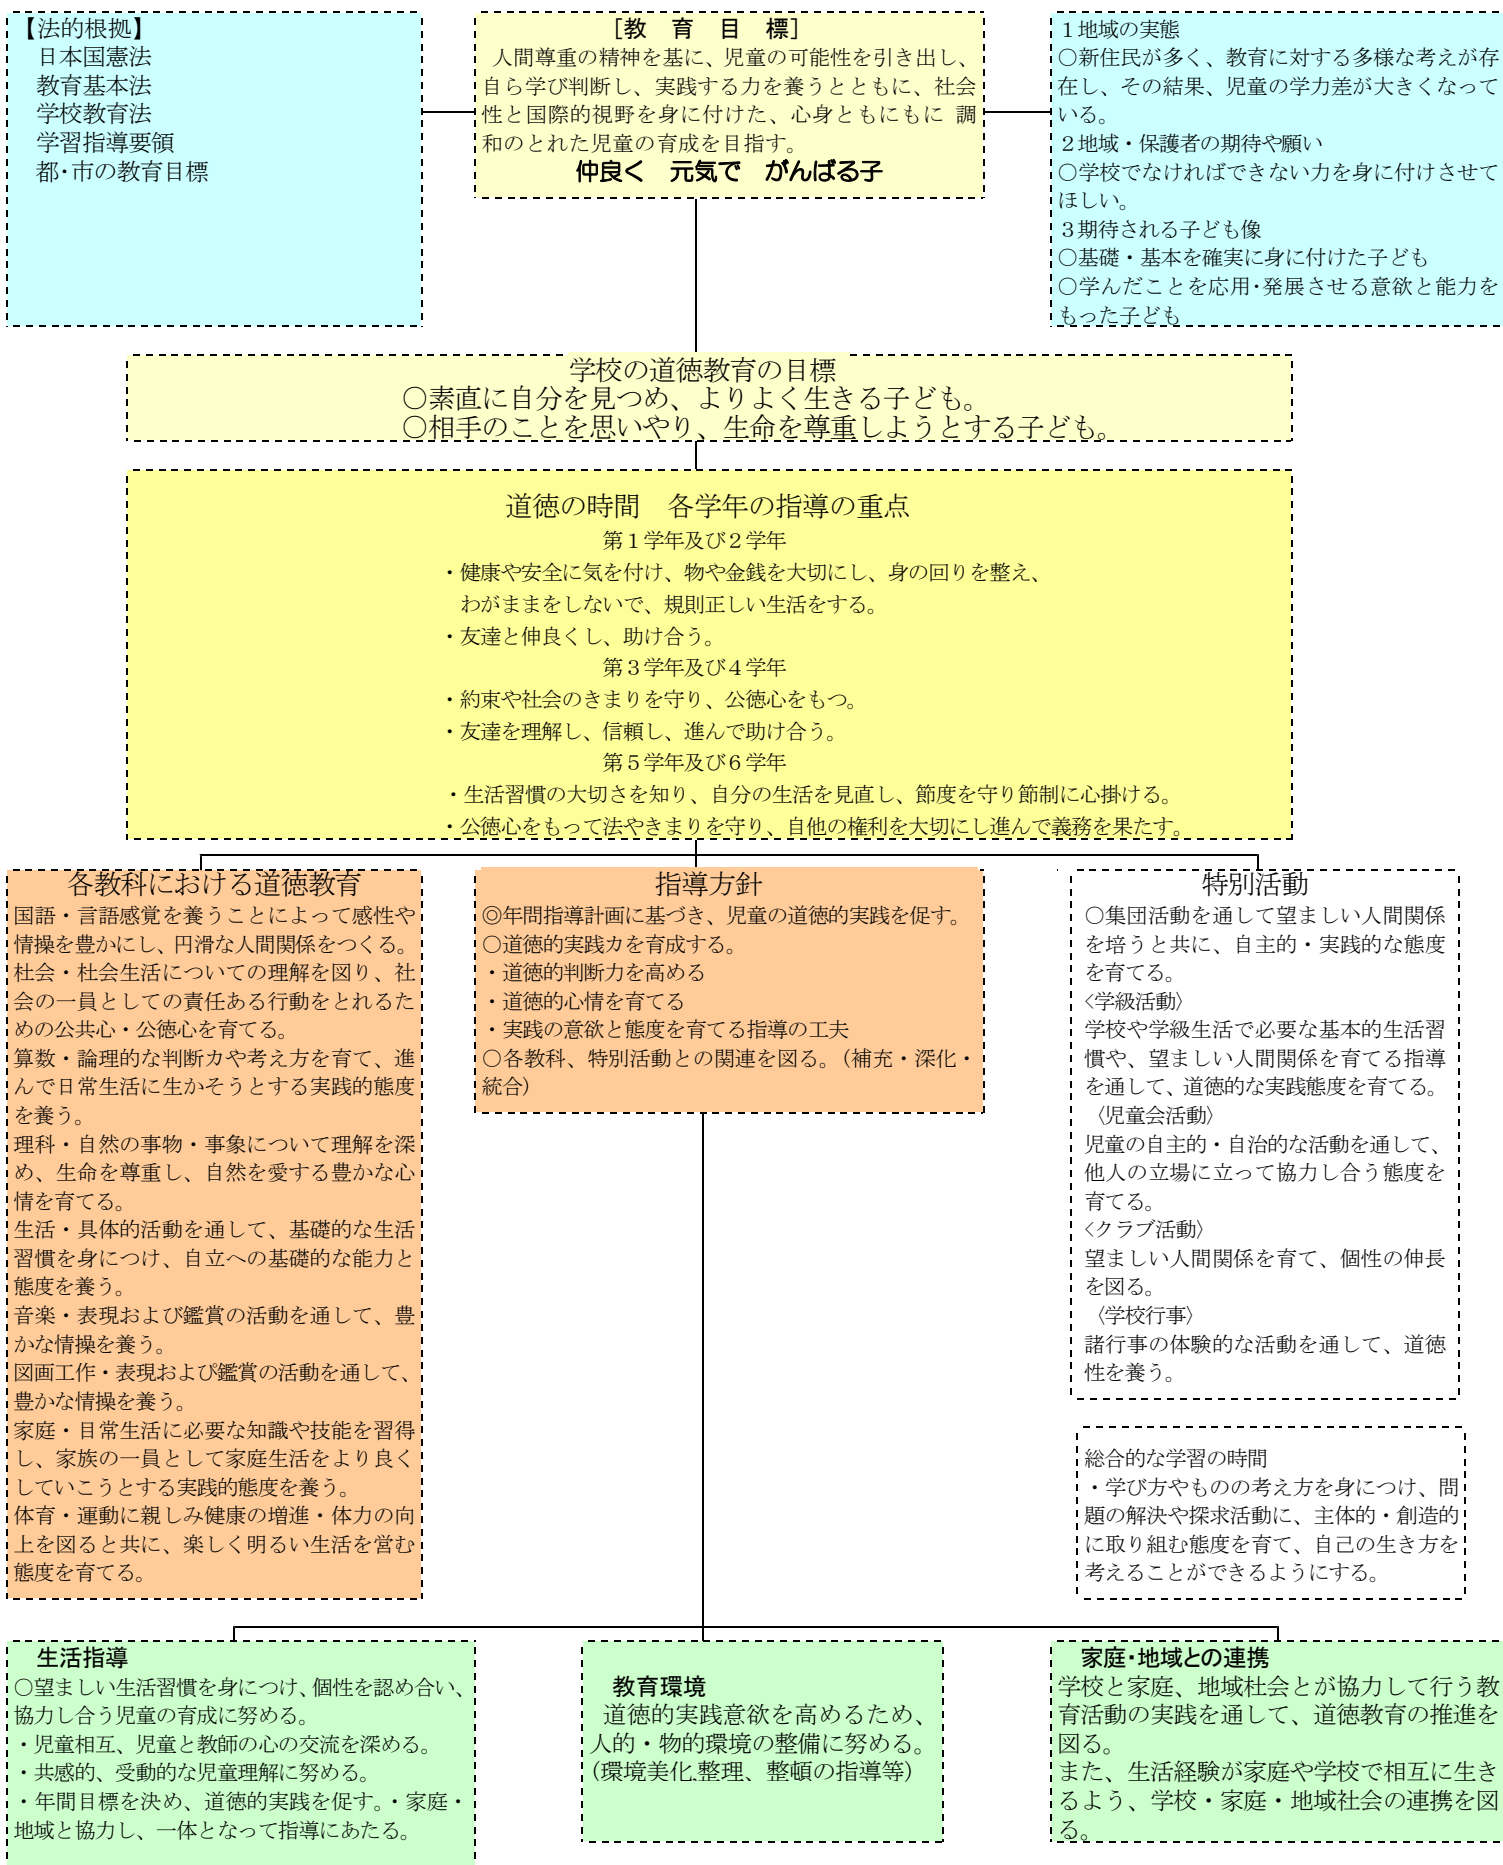 【法的根拠】
日本国憲法
教育基本法
学校教育法
学習指導要領
都・市の教育目標
［教　育　目　標］
人間尊重の精神を基に、児童の可能性を引き出し、
自ら学び判断し、実践する力を養うとともに、社会
性と国際的視野を身に付けた、心身ともにもに 調
和のとれた児童の育成を目指す。
仲良く　元気で　がんばる子
１地域の実態
○新住民が多く、教育に対する多様な考えが存
在し、その結果、児童の学力差が大きくなって
いる。
２地域・保護者の期待や願い
○学校でなければできない力を身に付けさせて
ほしい。
３期待される子ども像
○基礎・基本を確実に身に付けた子ども
○学んだことを応用・発展させる意欲と能力を
もった子ども
学校の道徳教育の目標
○素直に自分を見つめ、よりよく生きる子ども。
○相手のことを思いやり、生命を尊重しようとする子ども。
道徳の時間　各学年の指導の重点
第１学年及び２学年
・健康や安全に気を付け、物や金銭を大切にし、身の回りを整え、
わがままをしないで、規則正しい生活をする。
・友達と仲良くし、助け合う。
第３学年及び４学年
・約束や社会のきまりを守り、公徳心をもつ。
・友達を理解し、信頼し、進んで助け合う。
第５学年及び６学年
・生活習慣の大切さを知り、自分の生活を見直し、節度を守り節制に心掛ける。
・公徳心をもって法やきまりを守り、自他の権利を大切にし進んで義務を果たす。
各教科における道徳教育
国語・言語感覚を養うことによって感性や
情操を豊かにし、円滑な人間関係をつくる。
杜会・杜会生活についての理解を図り、社
会の一員としての責任ある行動をとれるた
めの公共心・公徳心を育てる。
算数・論理的な判断カや考え方を育て、進
んで日常生活に生かそうとする実践的態度
を養う。
理科・自然の事物・事象について理解を深
め、生命を尊重し、自然を愛する豊かな心
情を育てる。
生活・具体的活動を通して、基礎的な生活
習慣を身につけ、自立への基礎的な能力と
態度を養う。
音楽・表現および鑑賞の活動を通して、豊
かな情操を養う。
図画工作・表現および鑑賞の活動を通して、
豊かな情操を養う。
家庭・日常生活に必要な知識や技能を習得
し、家族の一員として家庭生活をより良く
していこうとする実践的態度を養う。
体育・運動に親しみ健康の増進・体力の向
上を図ると共に、楽しく明るい生活を営む
態度を育てる。
指導方針
◎年間指導計画に基づき、児童の道徳的実践を促す。
○道徳的実践カを育成する。
・道徳的判断力を高める
・道徳的心情を育てる
・実践の意欲と態度を育てる指導の工夫
○各教科、特別活動との関連を図る。（補充・深化・
統合）
特別活動
○集団活動を通して望ましい人間関係
を培うと共に、自主的・実践的な態度
を育てる。
〈学級活動〉
学校や学級生活で必要な基本的生活習
慣や、望ましい人間関係を育てる指導
を通して、道徳的な実践態度を育てる。
〈児童会活動〉
児童の自主的・自治的な活動を通して、
他人の立場に立って協力し合う態度を
育てる。
〈クラブ活動〉
望ましい人間関係を育て、個性の伸長
を図る。
〈学校行事〉
諸行事の体験的な活動を通して、道徳
性を養う。
総合的な学習の時間
・学び方やものの考え方を身につけ、問
題の解決や探求活動に、主体的・創造的
に取り組む態度を育て、自己の生き方を
考えることができるようにする。
生活指導
○望ましい生活習慣を身につけ、個性を認め合い、
協力し合う児童の育成に努める。
・児童相互、児童と教師の心の交流を深める。
・共感的、受動的な児童理解に努める。
・年間目標を決め、道徳的実践を促す。・家庭・
地域と協力し、一体となって指導にあたる。
教育環境
道徳的実践意欲を高めるため、
人的・物的環境の整備に努める。
（環境美化.整理、整頓の指導等）
家庭・地域との連携
学校と家庭、地域杜会とが協力して行う教
育活動の実践を通して、道徳教育の推進を
図る。
また、生活経験が家庭や学校で相互に生き
るよう、学校・家庭・地域社会の連携を図
る。